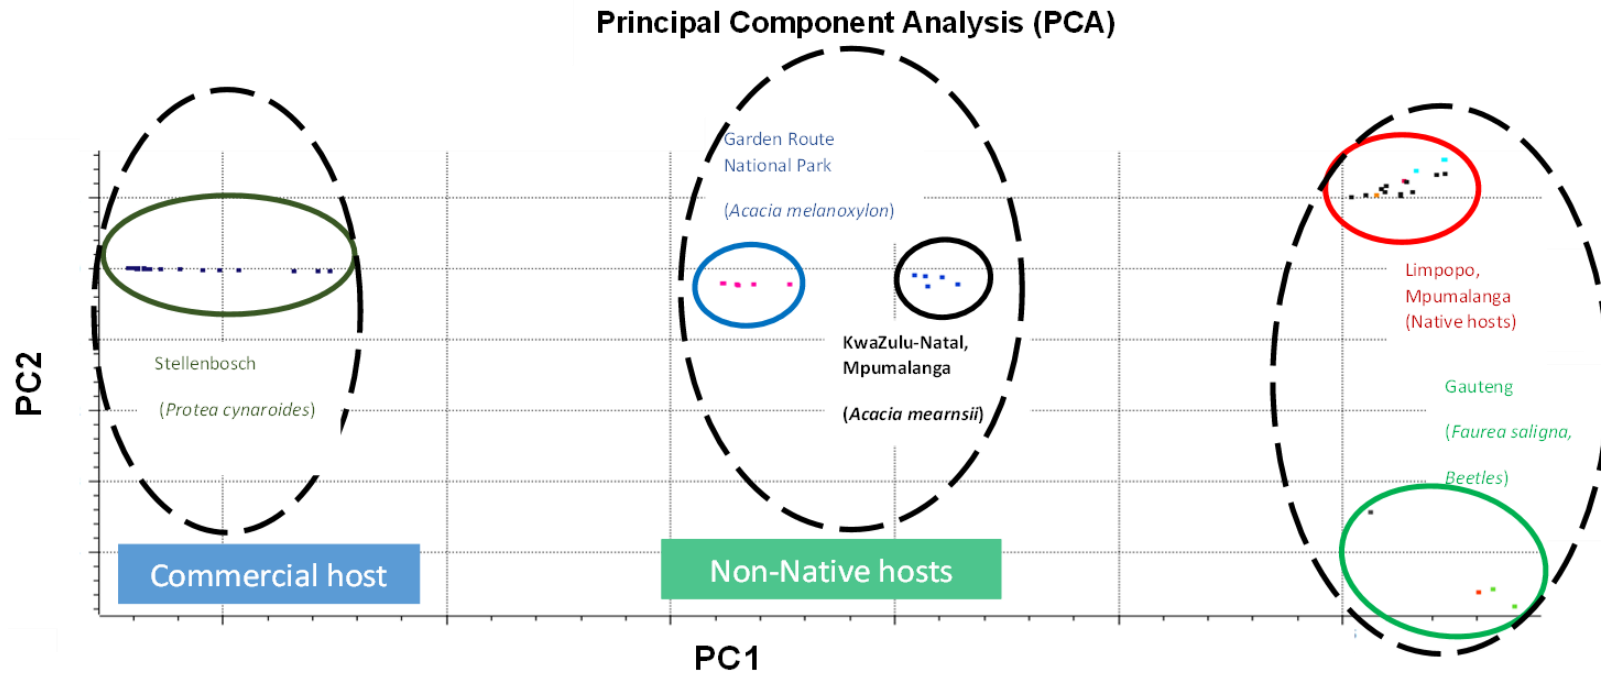 Principal Component Analysis (PCA)
Garden Route
National Park
(Acacia melanoxylon)
Limpopo,
Mpumalanga
(Native hosts)
KwaZulu-Natal,
Mpumalanga
(Acacia mearnsii)
Stellenbosch
(Protea cynaroides)
Gauteng
(Faurea saligna,
Beetles)
PC2
Commercial host
Non-Native hosts
PC1